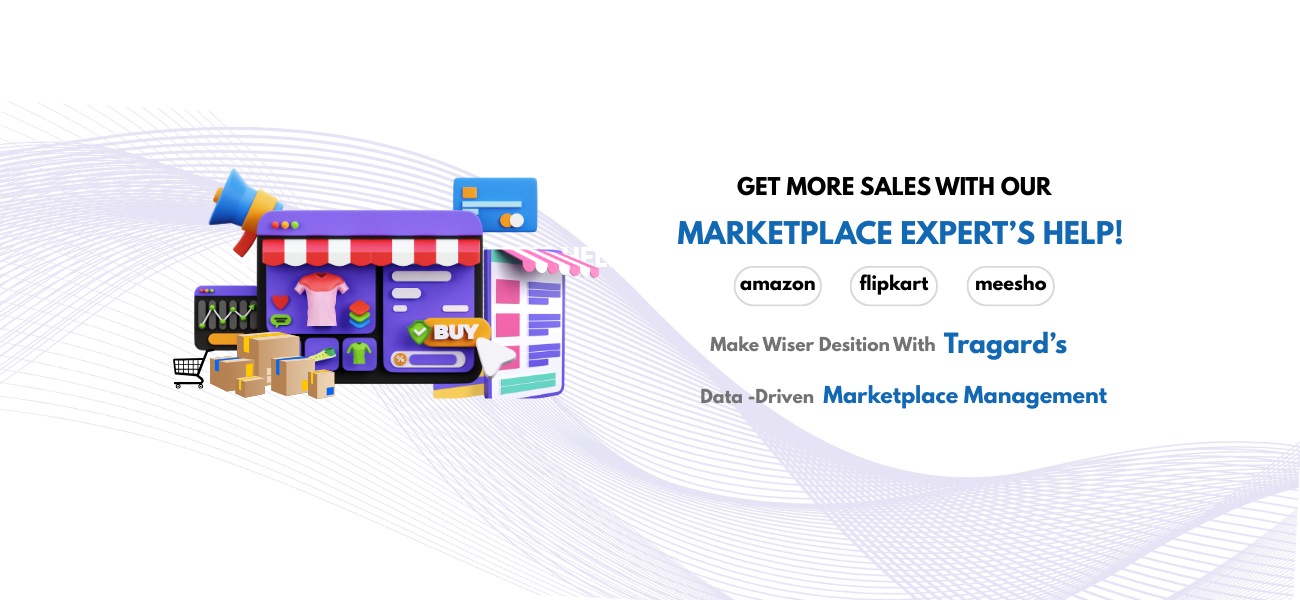 GET MORE SALES WITH OUR
MARKETPLACE EXPERT'S HELP!
amazon flipkart meesho
Make Wiser Desition With Tragard's
Data -Driven Marketplace Management
BUY
%